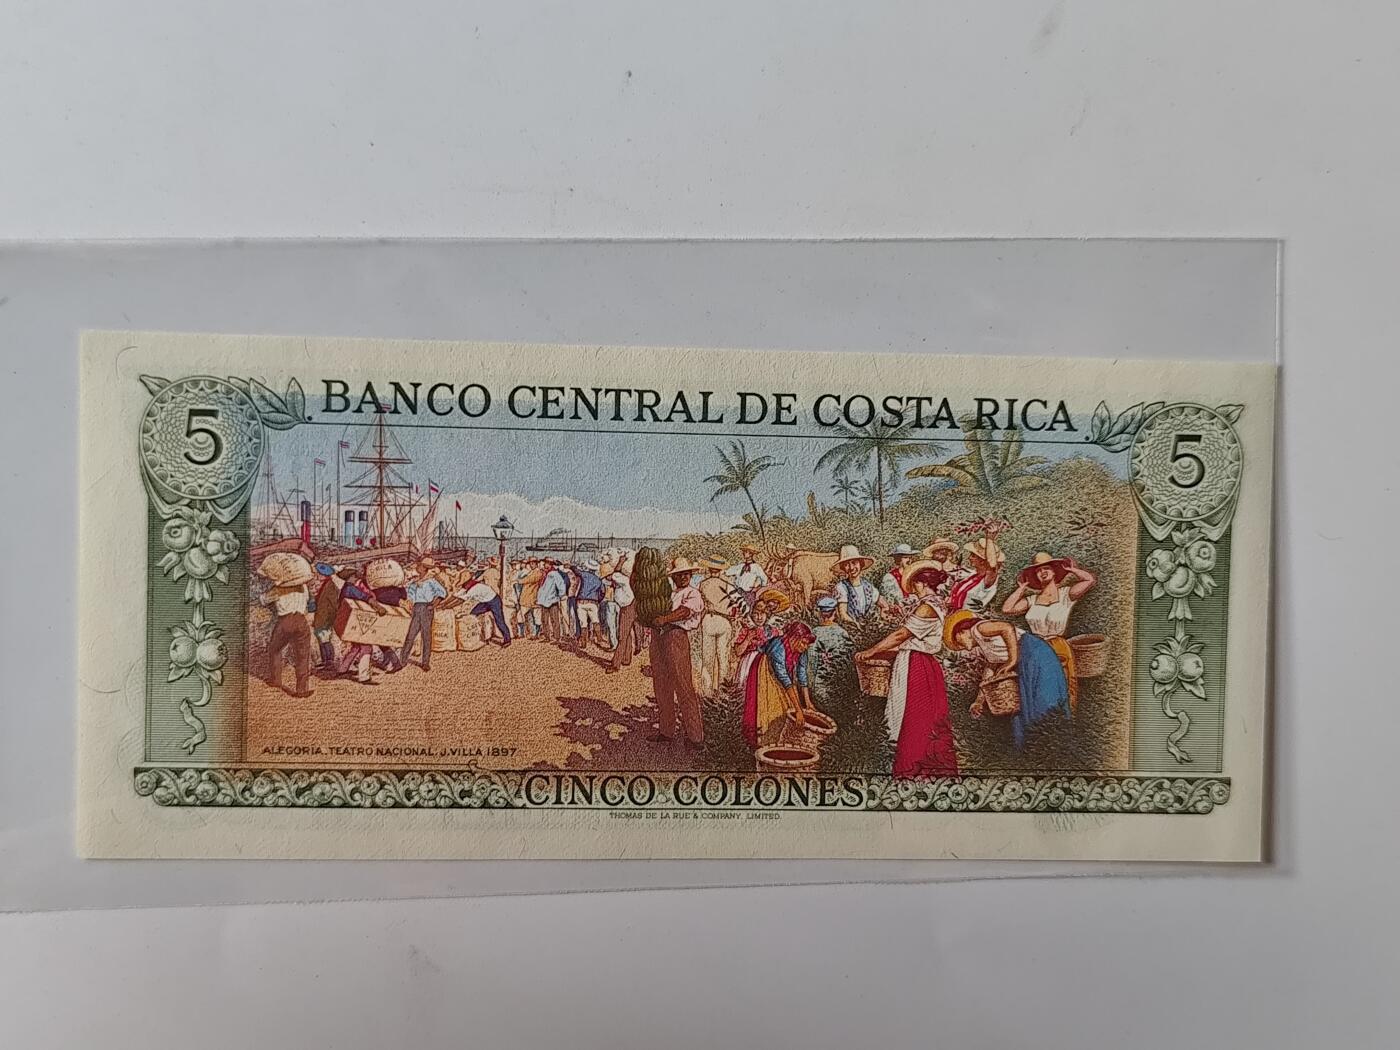 5
BANCO CENTRAL DE COSTA RICA
5
RICA
ALEGORIA. TEATRO NACIONAL. J. VILLA 1897
CINCO COLONES
THOMAS DE LA RUE & COMPANY, LIMITED.